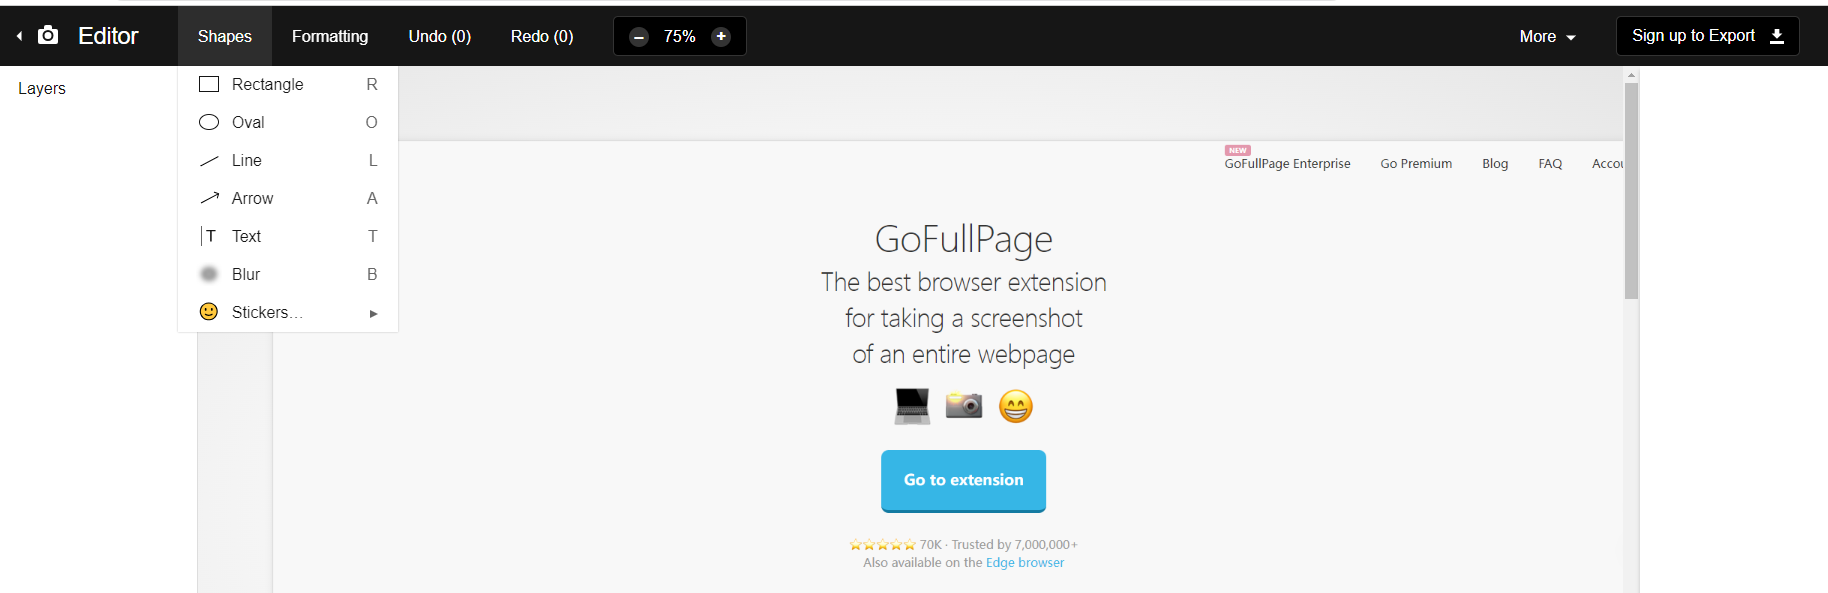 Editor Shapes Formatting Undo (0) Redo (0) 75% More Sign up to Export
Layers
Rectangle R
Oval O
Line L
Arrow A
T Text T
Blur B
Stickers...
NEW
GoFullPage Enterprise Go Premium Blog FAQ Accou
GoFullPage
The best browser extension
for taking a screenshot
of an entire webpage
Go to extension
70K · Trusted by 7,000,000+
Also available on the Edge browser